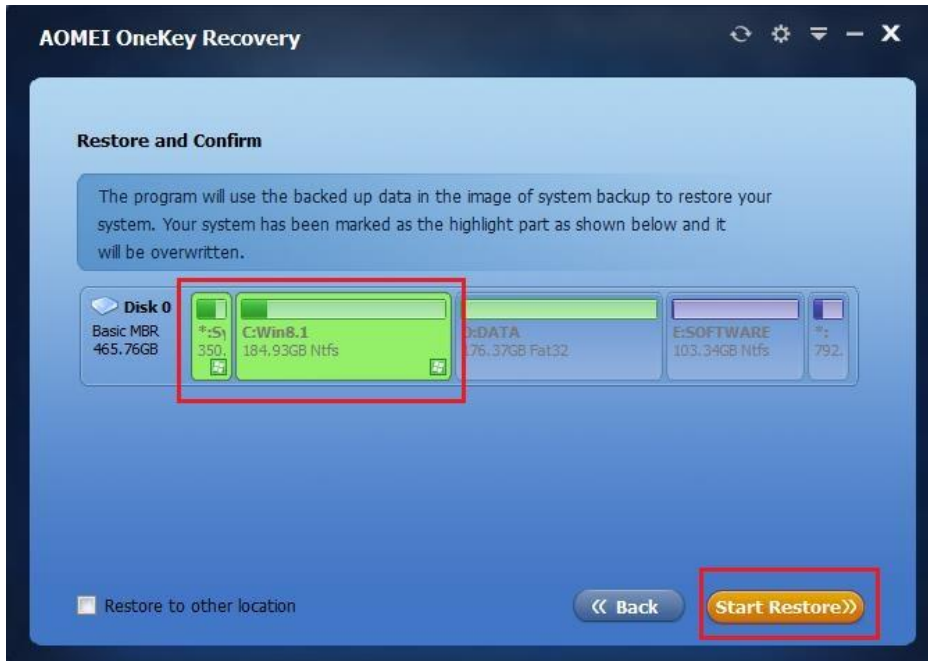 AOMEI OneKey Recovery
Restore and Confirm
The program will use the backed up data in the image of system backup to restore your
system. Your system has been marked as the highlight part as shown below and it
will be overwritten.
Disk 0
Basic MBR
465.76GB
*:Sy
350.
C:Win8.1
184.93GB Ntfs
D:DATA
176.37GB Fat32
E:SOFTWARE
103.34GB Ntfs
*:
792.
Restore to other location
« Back
Start Restore»